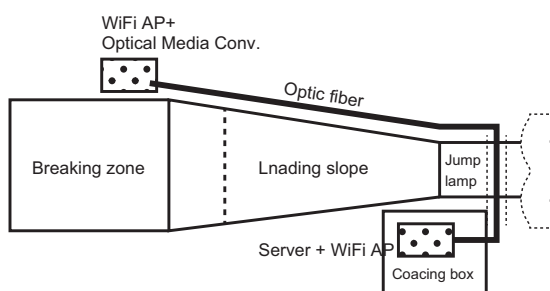 WiFi AP+
Optical Media Conv.
Optic fiber
Breaking zone
Lnading slope
Jump
lamp
Server + WiFi AP
Coacing box